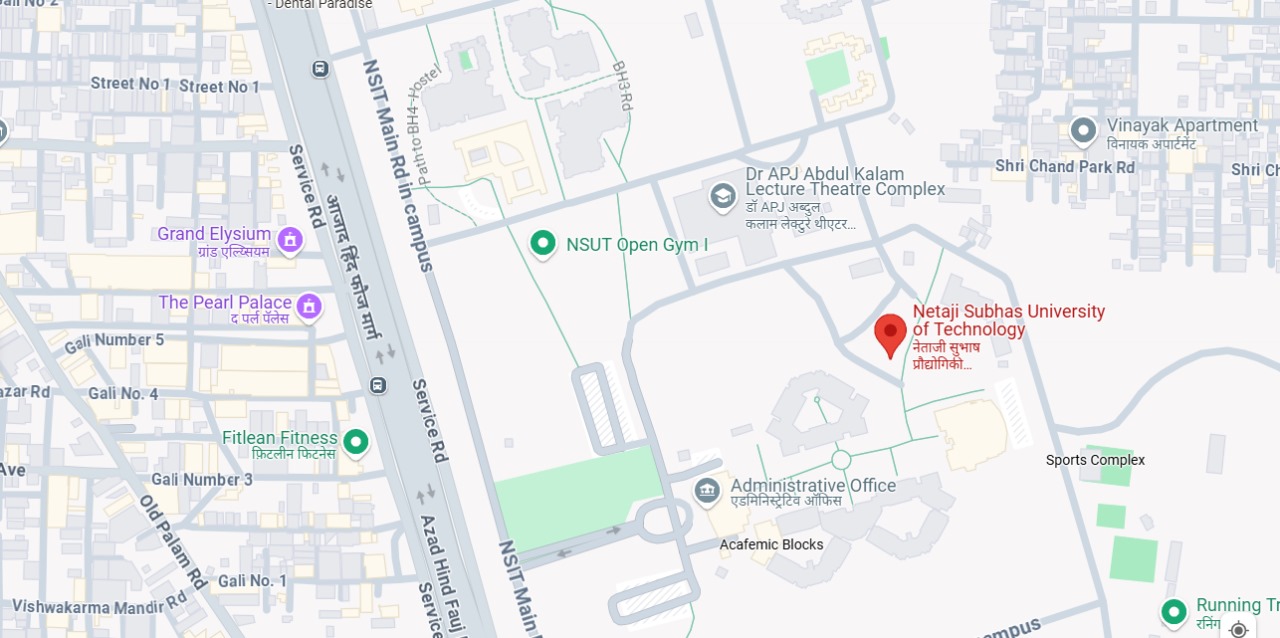 Gali No 2
- Dental Paradise
Street No 1
Street No 1
NSIT Main Rd in campus
Path to BH4 Hostel
BH3 Rd
Service Rd
आजाद हिंद फ़ौज मार्ग
Vinayak Apartment
विनायक अपार्टमेंट
Shri Chand Park Rd
Shri Ch
Dr APJ Abdul Kalam
Lecture Theatre Complex
डॉ APJ अब्दुल
कलाम लेक्टुरे थीएटर...
Grand Elysium
ग्रांड एल्य्सियम
NSUT Open Gym I
The Pearl Palace
द पर्ल पॅलेस
Netaji Subhas University
of Technology
नेताजी सुभाष
प्रौद्योगिकी...
Gali Number 5
azar Rd
Gali No. 4
Service Rd
Fitlean Fitness
फ़िटलीन फिटनेस
Ave
Gali Number 3
Sports Complex
Administrative Office
एडमिनिस्ट्रेटिव ऑफिस
Old Palam Rd
Azad Hind Fauj
Acafemic Blocks
NSIT Main
Gali No. 1
Service
Vishwakarma Mandir Rd
Running Tr
रनिंग
ampus